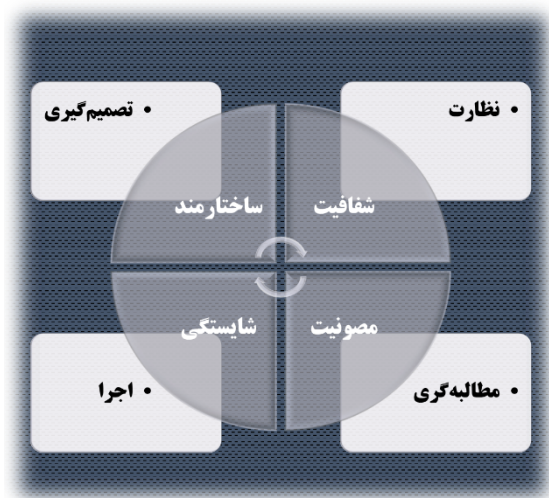 • نظارت
• تصمیم‌گیری
شفافیت
ساختارمند
مصونیت
شایستگی
• مطالبه‌گری
• اجرا